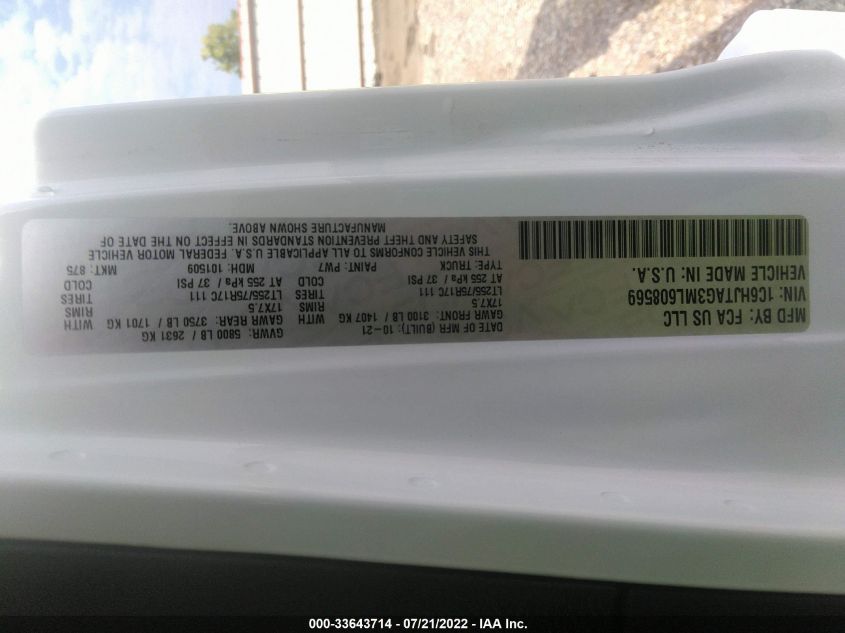 MFD BY: FCA US LLC
VIN: 1C6HJTAG3ML608569
VEHICLE MADE IN: U.S.A.
DATE OF MFR (BUILT): 10-21 GVWR: 5800 LB / 2631 KG
GAWR FRONT: 3100 LB / 1407 KG WITH GAWR REAR: 3750 LB / 1701 KG WITH
17X7.5 RIMS 17X7.5 RIMS
LT255/75R17C 111 TIRES LT255/75R17C 111 TIRES
AT 255 kPa / 37 PSI COLD AT 255 kPa / 37 PSI COLD
TYPE: TRUCK PAINT: PW7 MDH: 101509 MKT: 875
THIS VEHICLE CONFORMS TO ALL APPLICABLE U.S.A. FEDERAL MOTOR VEHICLE
SAFETY AND THEFT PREVENTION STANDARDS IN EFFECT ON THE DATE OF
MANUFACTURE SHOWN ABOVE.
000-33643714 - 07/21/2022 - IAA Inc.